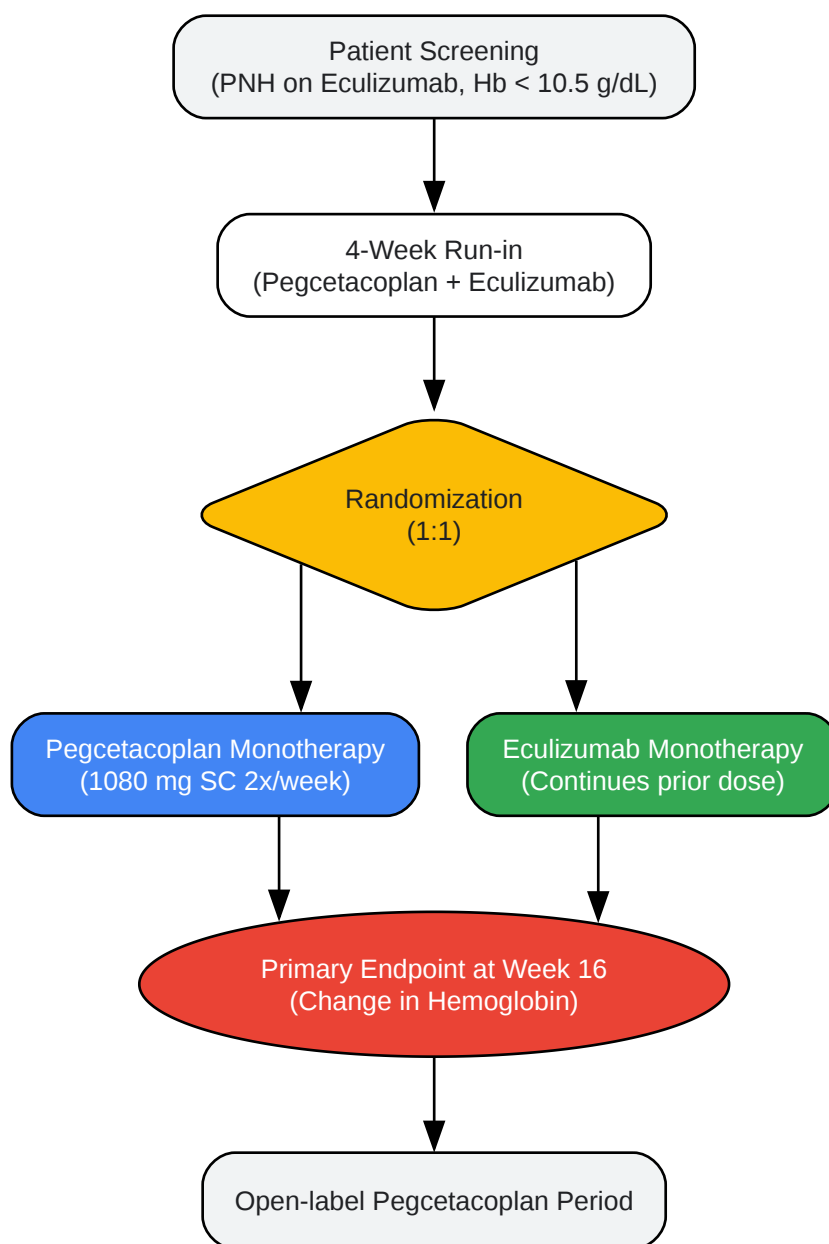 Patient Screening
(PNH on Eculizumab, Hb < 10.5 g/dL)
4-Week Run-in
(Pegcetacoplan + Eculizumab)
Randomization
(1:1)
Pegcetacoplan Monotherapy
(1080 mg SC 2x/week)
Eculizumab Monotherapy
(Continues prior dose)
Primary Endpoint at Week 16
(Change in Hemoglobin)
Open-label Pegcetacoplan Period